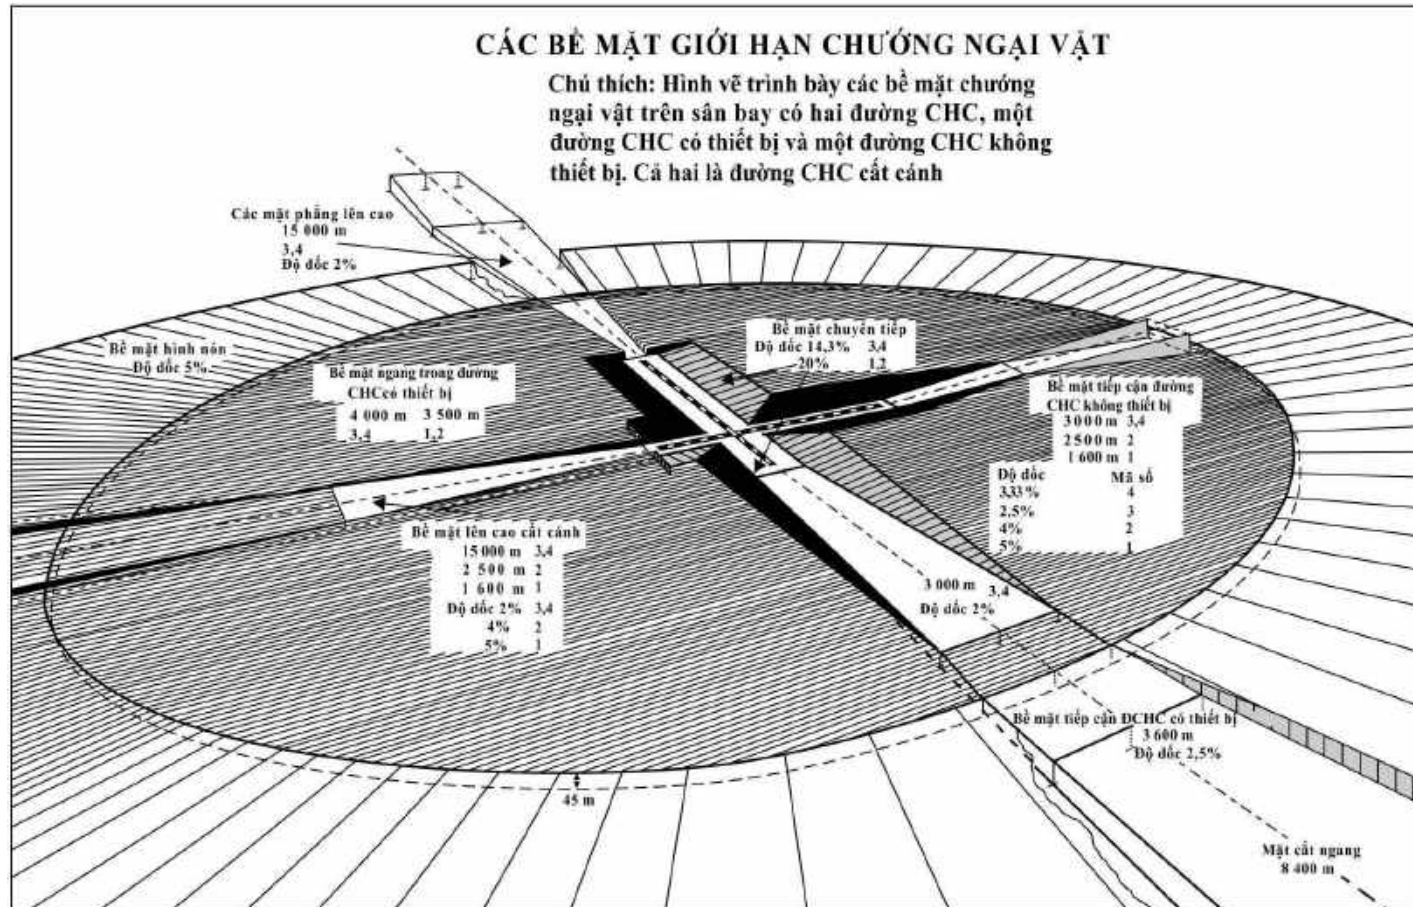 CÁC BỀ MẶT GIỚI HẠN CHƯỚNG NGẠI VẬT
Chú thích: Hình vẽ trình bày các bề mặt chướng
ngại vật trên sân bay có hai đường CHC, một
đường CHC có thiết bị và một đường CHC không
thiết bị. Cả hai là đường CHC cất cánh
Các mặt phẳng lên cao
15 000 m
3,4
Độ dốc 2%
Bề mặt hình nón
Độ dốc 5%
Bề mặt ngang trong đường
CHCcó thiết bị
4 000 m 3 500 m
3,4 1,2
Bề mặt chuyển tiếp
Độ dốc 14,3% 3,4
20% 1,2
Bề mặt tiếp cận đường
CHC không thiết bị
3 000 m 3,4
2 500 m 2
1 600 m 1
Độ dốc Mã số
3,33% 4
2,5% 3
4% 2
5% 1
Bề mặt lên cao cất cánh
15 000 m 3,4
2 500 m 2
1 600 m 1
Độ dốc 2% 3,4
4% 2
5% 1
3 000 m 3,4
Độ dốc 2%
Bề mặt tiếp cận ĐCHC có thiết bị
3 600 m
Độ dốc 2,5%
45 m
Mặt cắt ngang
8 400 m